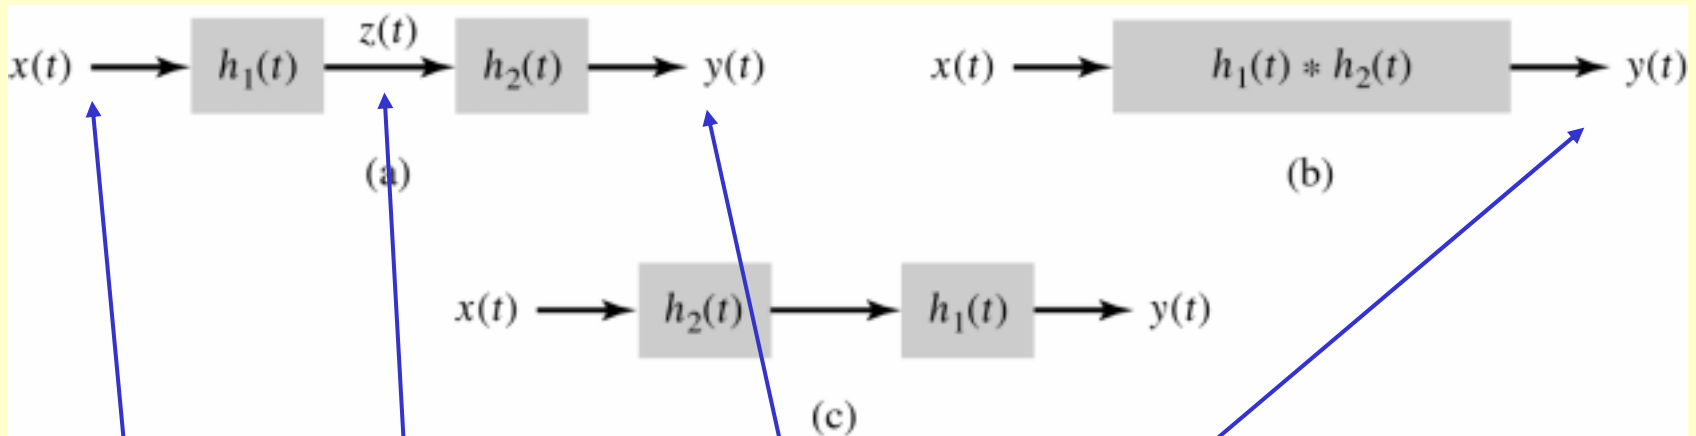 x(t) h₁(t) z(t) h₂(t) y(t)
(a)
x(t) h₁(t) * h₂(t) y(t)
(b)
x(t) h₂(t) h₁(t) y(t)
(c)